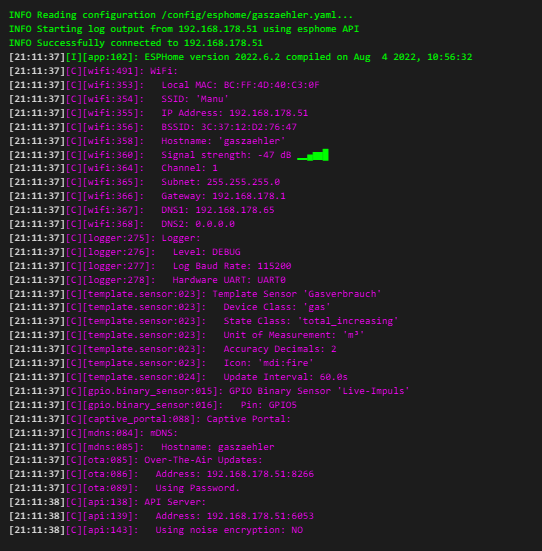 INFO Reading configuration /config/esphome/gaszaehler.yaml...
INFO Starting log output from 192.168.178.51 using esphome API
INFO Successfully connected to 192.168.178.51
[21:11:37][I][app:102]: ESPHome version 2022.6.2 compiled on Aug  4 2022, 10:56:32
[21:11:37][C][wifi:491]: WiFi:
[21:11:37][C][wifi:353]:   Local MAC: BC:FF:4D:40:C3:0F
[21:11:37][C][wifi:354]:   SSID: 'Manu'
[21:11:37][C][wifi:355]:   IP Address: 192.168.178.51
[21:11:37][C][wifi:356]:   BSSID: 3C:37:12:D2:76:47
[21:11:37][C][wifi:358]:   Hostname: 'gaszaehler'
[21:11:37][C][wifi:360]:   Signal strength: -47 dB
[21:11:37][C][wifi:364]:   Channel: 1
[21:11:37][C][wifi:365]:   Subnet: 255.255.255.0
[21:11:37][C][wifi:366]:   Gateway: 192.168.178.1
[21:11:37][C][wifi:367]:   DNS1: 192.168.178.65
[21:11:37][C][wifi:368]:   DNS2: 0.0.0.0
[21:11:37][C][logger:275]: Logger:
[21:11:37][C][logger:276]:   Level: DEBUG
[21:11:37][C][logger:277]:   Log Baud Rate: 115200
[21:11:37][C][logger:278]:   Hardware UART: UART0
[21:11:37][C][template.sensor:023]: Template Sensor 'Gasverbrauch'
[21:11:37][C][template.sensor:023]:   Device Class: 'gas'
[21:11:37][C][template.sensor:023]:   State Class: 'total_increasing'
[21:11:37][C][template.sensor:023]:   Unit of Measurement: 'm³'
[21:11:37][C][template.sensor:023]:   Accuracy Decimals: 2
[21:11:37][C][template.sensor:023]:   Icon: 'mdi:fire'
[21:11:37][C][template.sensor:024]:   Update Interval: 60.0s
[21:11:37][C][gpio.binary_sensor:015]: GPIO Binary Sensor 'Live-Impuls'
[21:11:37][C][gpio.binary_sensor:016]:   Pin: GPIO5
[21:11:37][C][captive_portal:088]: Captive Portal:
[21:11:37][C][mdns:084]: mDNS:
[21:11:37][C][mdns:085]:   Hostname: gaszaehler
[21:11:37][C][ota:085]: Over-The-Air Updates:
[21:11:37][C][ota:086]:   Address: 192.168.178.51:8266
[21:11:37][C][ota:089]:   Using Password.
[21:11:38][C][api:138]: API Server:
[21:11:38][C][api:139]:   Address: 192.168.178.51:6053
[21:11:38][C][api:143]:   Using noise encryption: NO